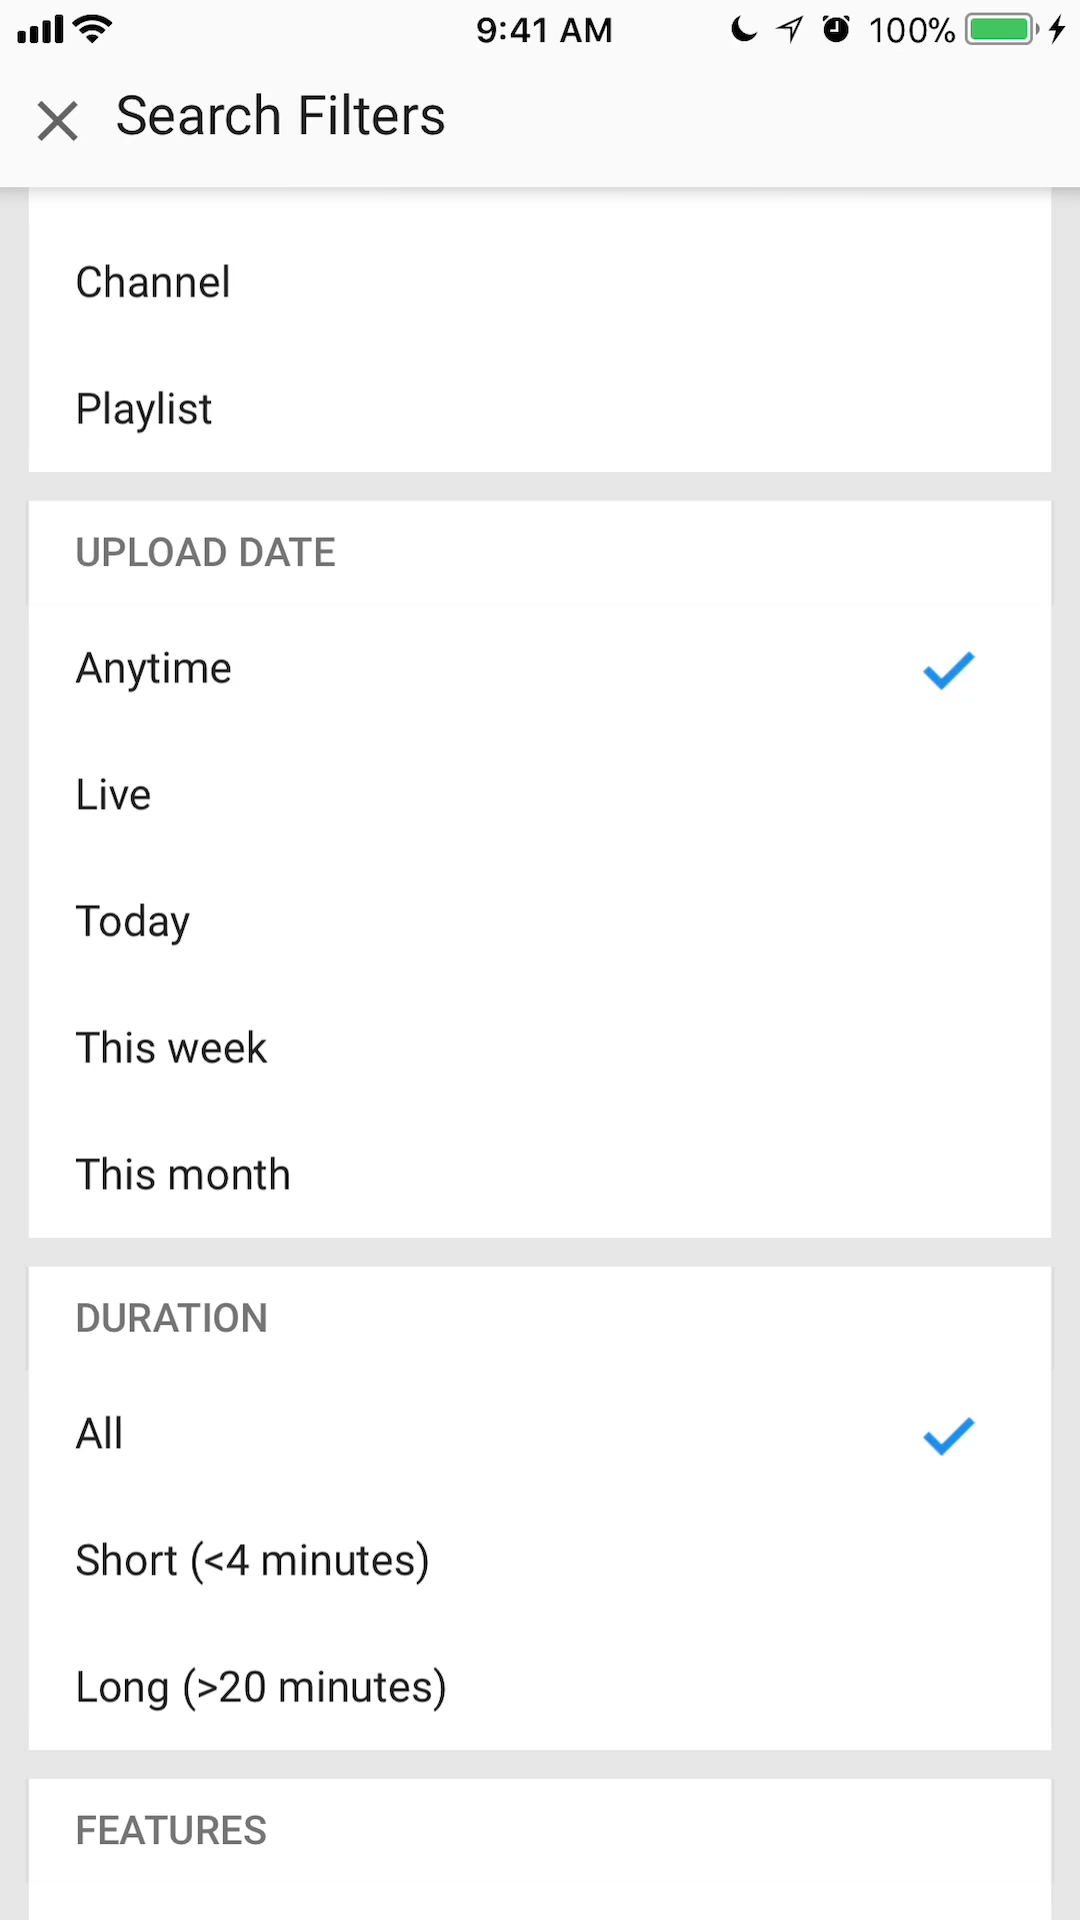 9:41 AM
100%
Search Filters
Channel
Playlist
UPLOAD DATE
Anytime
Live
Today
This week
This month
DURATION
All
Short (<4 minutes)
Long (>20 minutes)
FEATURES